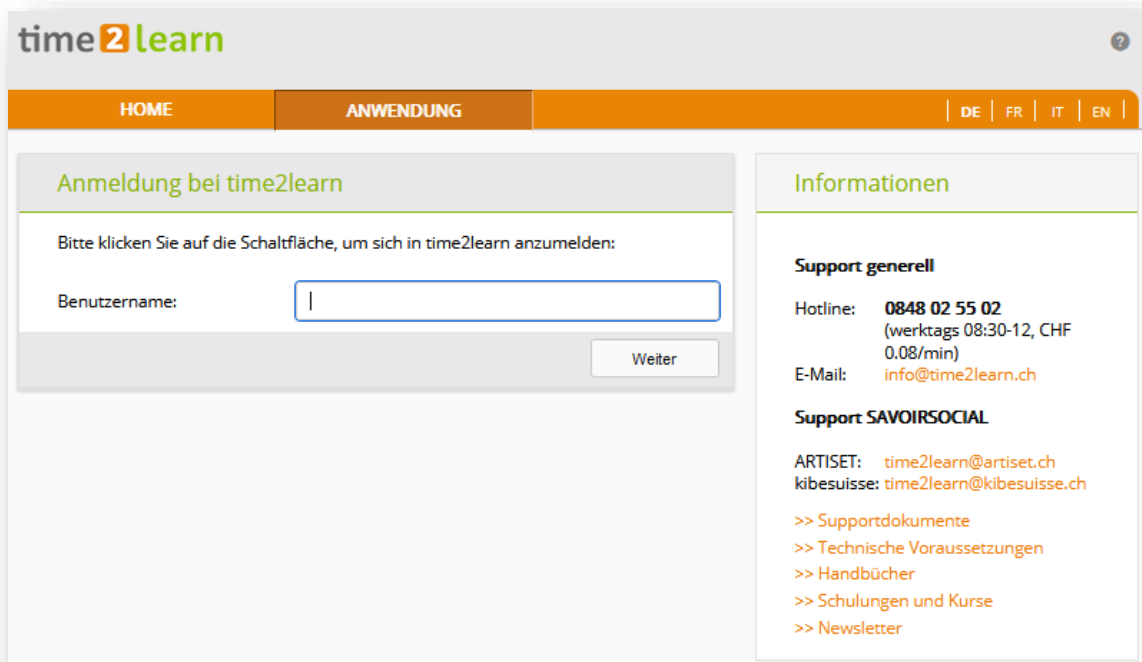 time2learn
?
HOME
ANWENDUNG
DE | FR | IT | EN
Anmeldung bei time2learn
Bitte klicken Sie auf die Schaltfläche, um sich in time2learn anzumelden:
Benutzername:
Weiter
Informationen
Support generell
Hotline: 0848 02 55 02
(werktags 08:30-12, CHF
0.08/min)
E-Mail: info@time2learn.ch
Support SAVOIRSOCIAL
ARTISET: time2learn@artiset.ch
kibesuisse: time2learn@kibesuisse.ch
>> Supportdokumente
>> Technische Voraussetzungen
>> Handbücher
>> Schulungen und Kurse
>> Newsletter